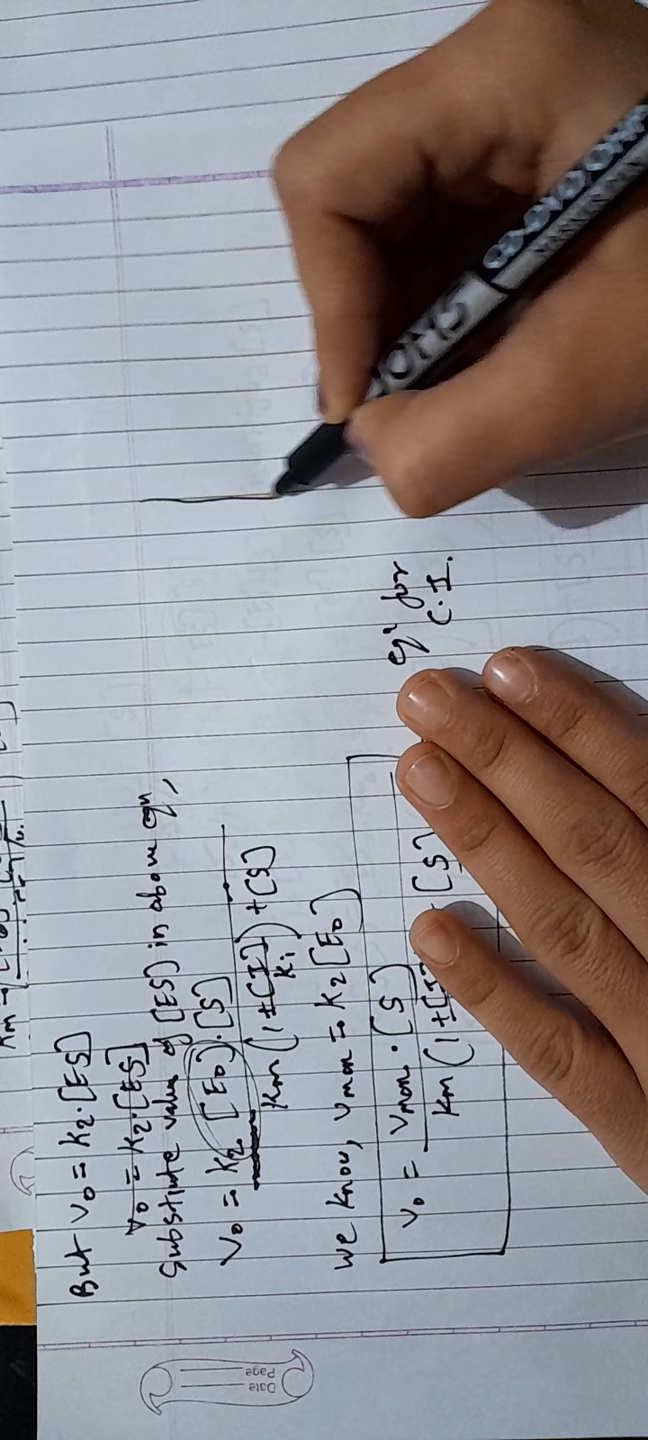 But V₀ = k₂·[ES]
V₀ = k₂·[ES]
Substitute value of [ES] in above eqn,
V₀ = k₂ [E₀]·[S]
Km (1 + [I]) + [S]
Ki
we know, Vmax = k₂ [E₀]
V₀ = Vmax · [S]
Km (1 + [I] [S]
eqⁿ for
C.I.
Date
Page